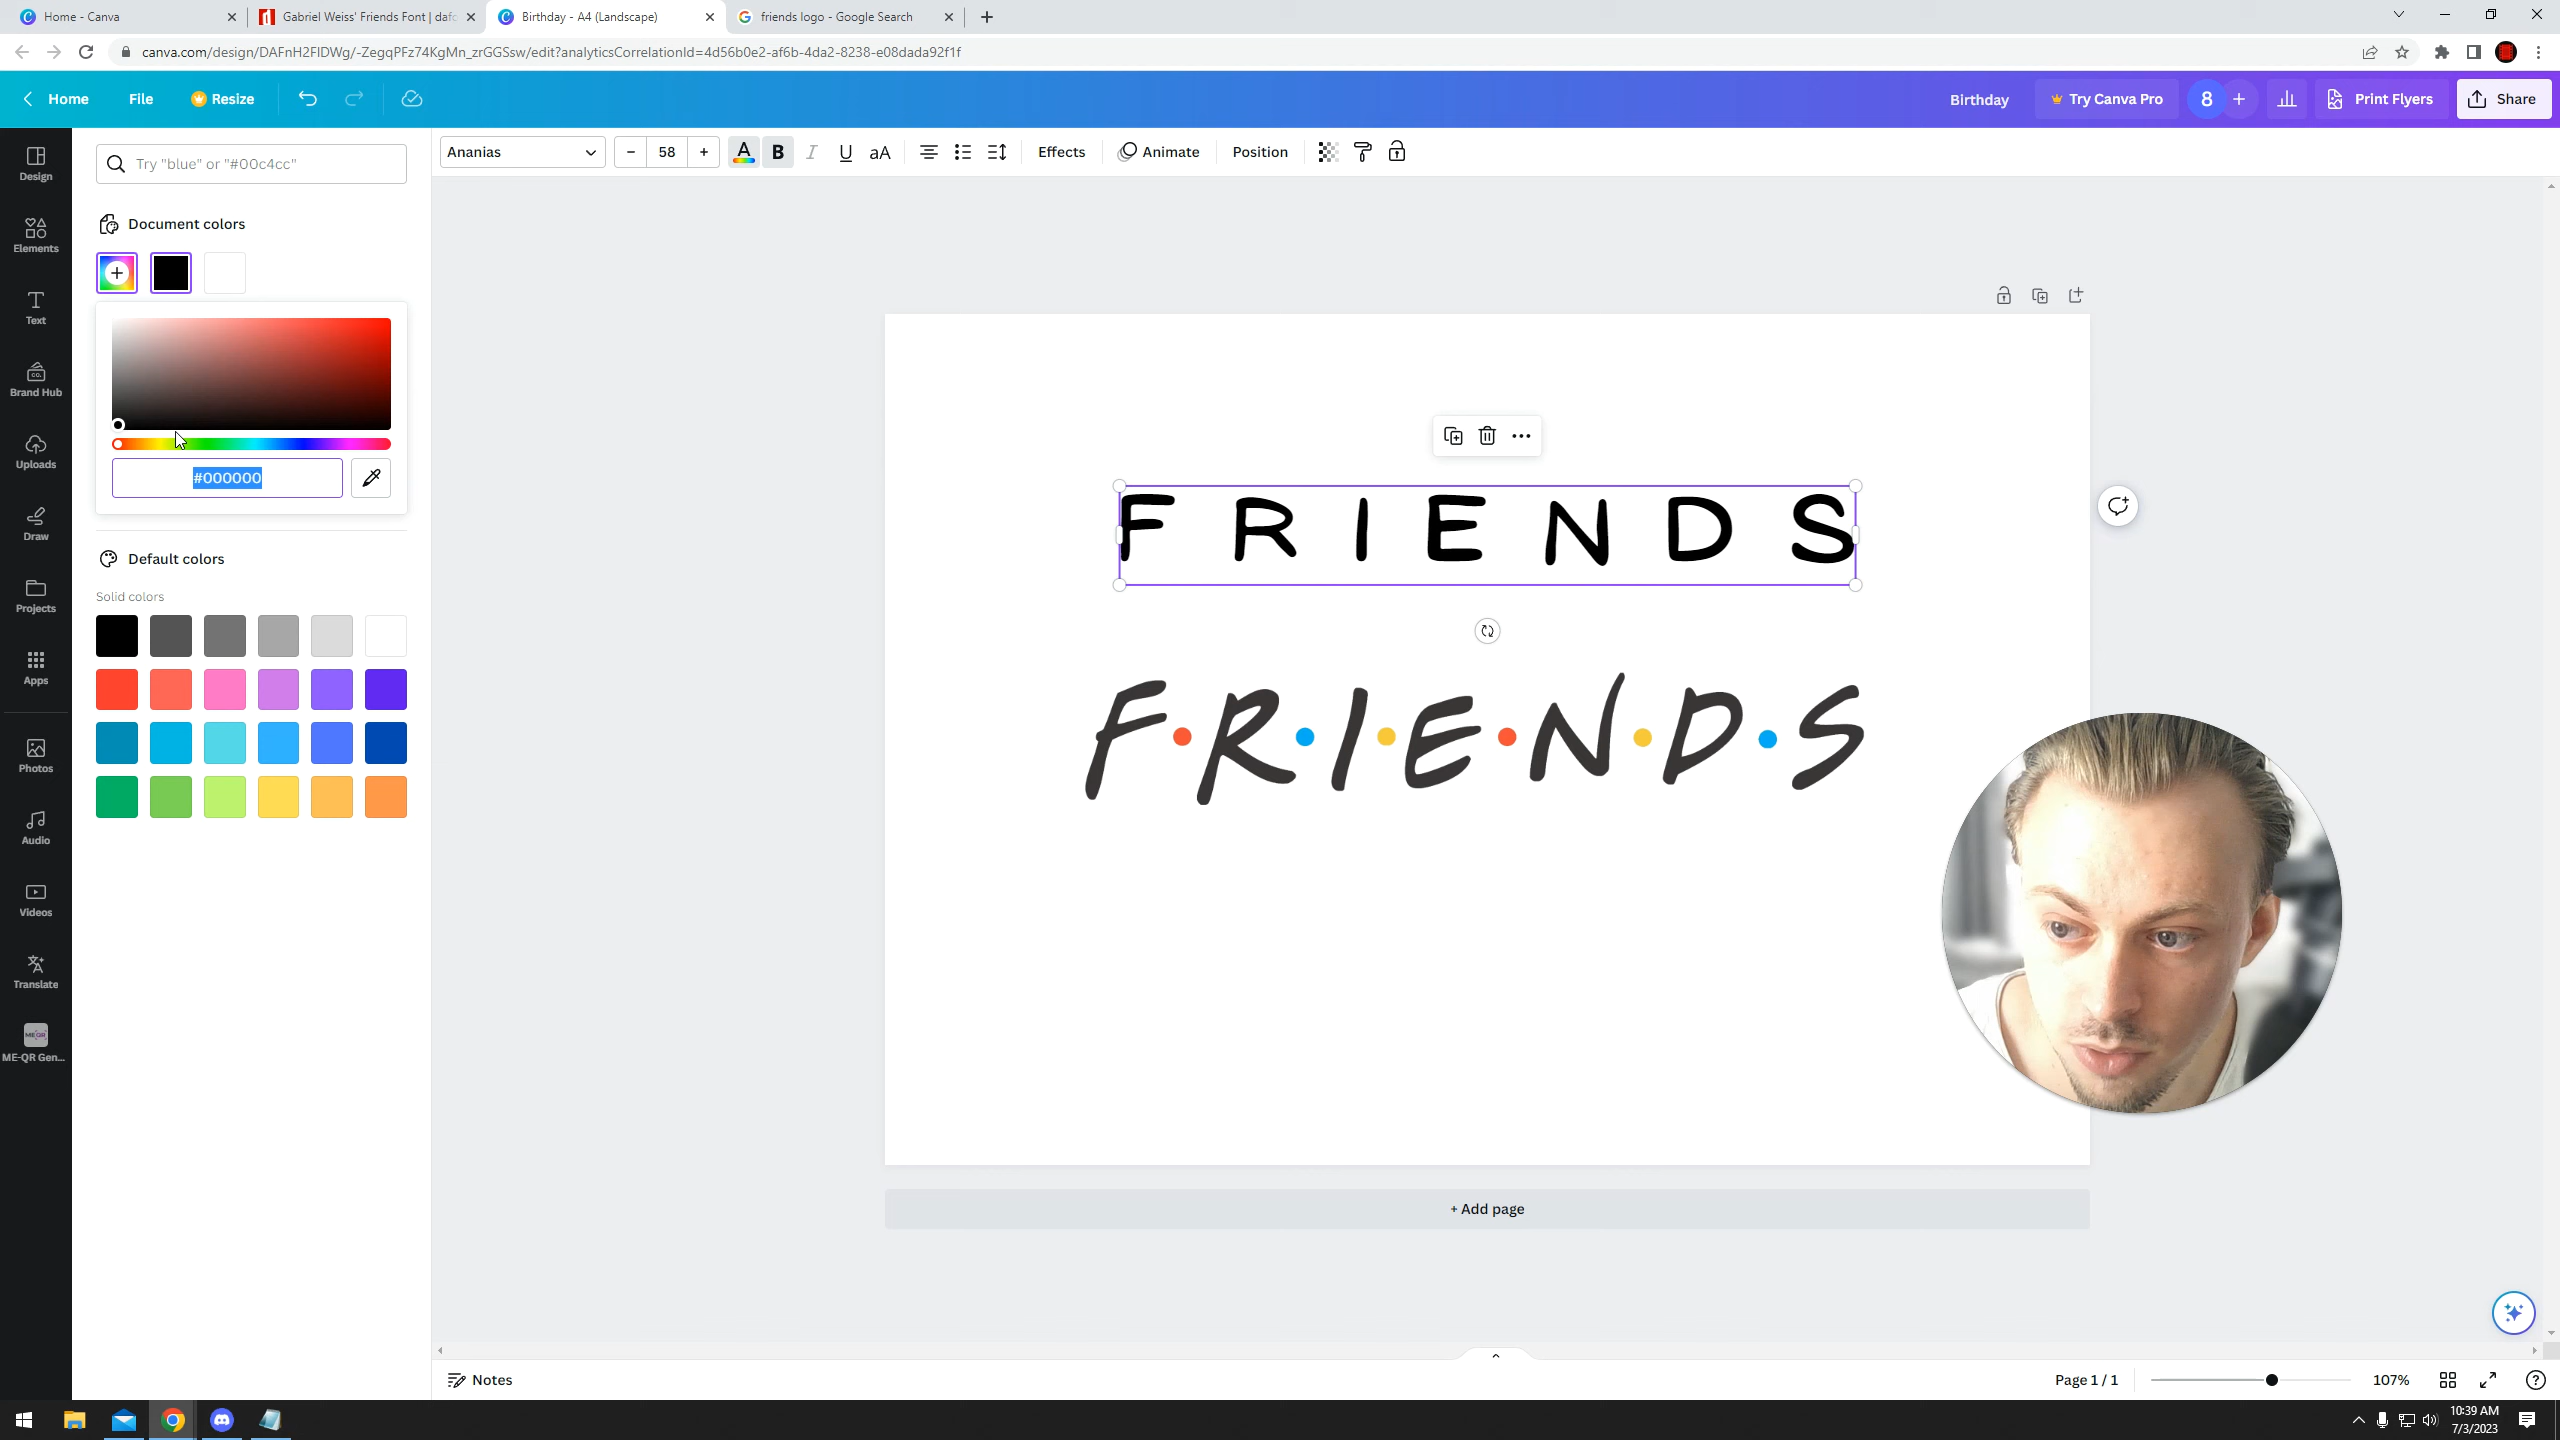 Home - Canva
Gabriel Weiss' Friends Font | dafo
Birthday - A4 (Landscape)
friends logo - Google Search
canva.com/design/DAFnH2FIDWg/-ZegqPFz74KgMn_zrGGSsw/edit?analyticsCorrelationId=4d56b0e2-af6b-4da2-8238-e08dada92f1f
Home
File
Resize
Birthday
Try Canva Pro
8
Print Flyers
Share
Ananias
58
Effects
Animate
Position
Design
Elements
Text
Brand Hub
Uploads
Draw
Projects
Apps
Photos
Audio
Videos
Translate
ME-QR Gen...
Try "blue" or "#00c4cc"
Document colors
#000000
Default colors
Solid colors
F R I E N D S
F·R·I·E·N·D·S
+ Add page
Notes
Page 1 / 1
107%
10:39 AM
7/3/2023